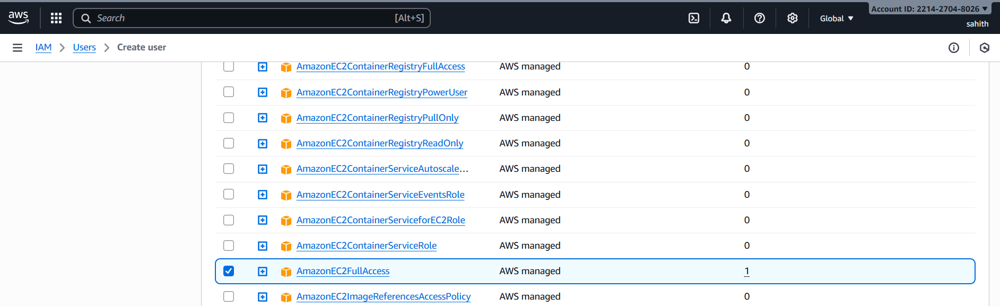 aws
Search [Alt+S]
Global
Account ID: 2214-2704-8026
sahith
IAM Users Create user
AmazonEC2ContainerRegistryFullAccess AWS managed 0
AmazonEC2ContainerRegistryPowerUser AWS managed 0
AmazonEC2ContainerRegistryPullOnly AWS managed 0
AmazonEC2ContainerRegistryReadOnly AWS managed 0
AmazonEC2ContainerServiceAutoscale... AWS managed 0
AmazonEC2ContainerServiceEventsRole AWS managed 0
AmazonEC2ContainerServiceforEC2Role AWS managed 0
AmazonEC2ContainerServiceRole AWS managed 0
AmazonEC2FullAccess AWS managed 1
AmazonEC2ImageReferencesAccessPolicy AWS managed 0